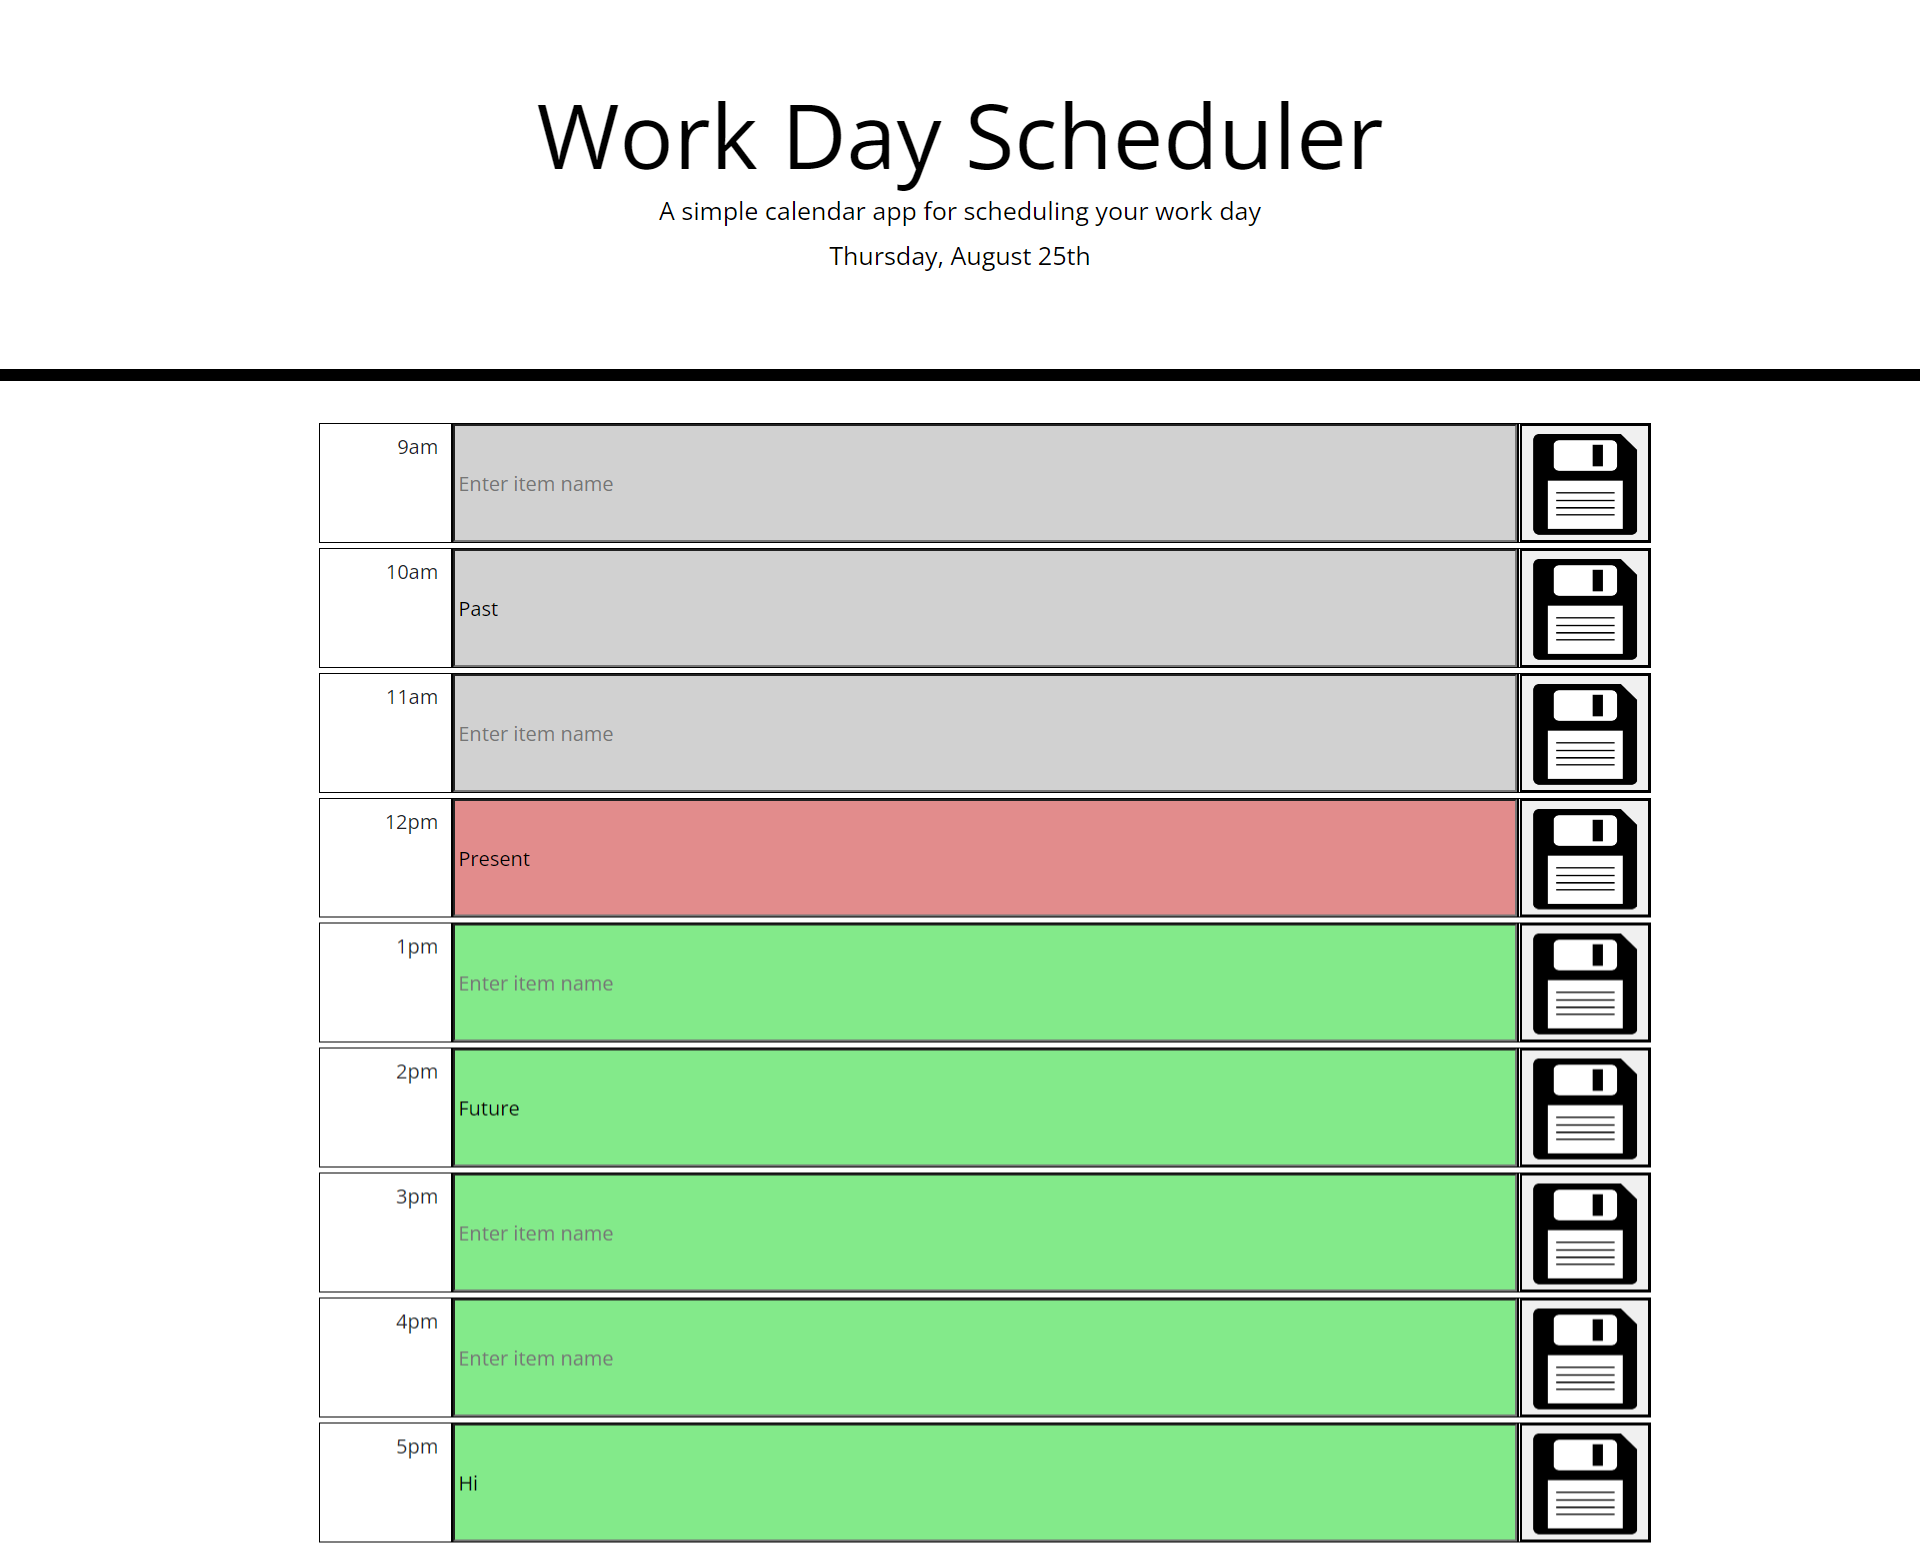 Work Day Scheduler
A simple calendar app for scheduling your work day
Thursday, August 25th
9am
Enter item name
10am
Past
11am
Enter item name
12pm
Present
1pm
Enter item name
2pm
Future
3pm
Enter item name
4pm
Enter item name
5pm
Hi